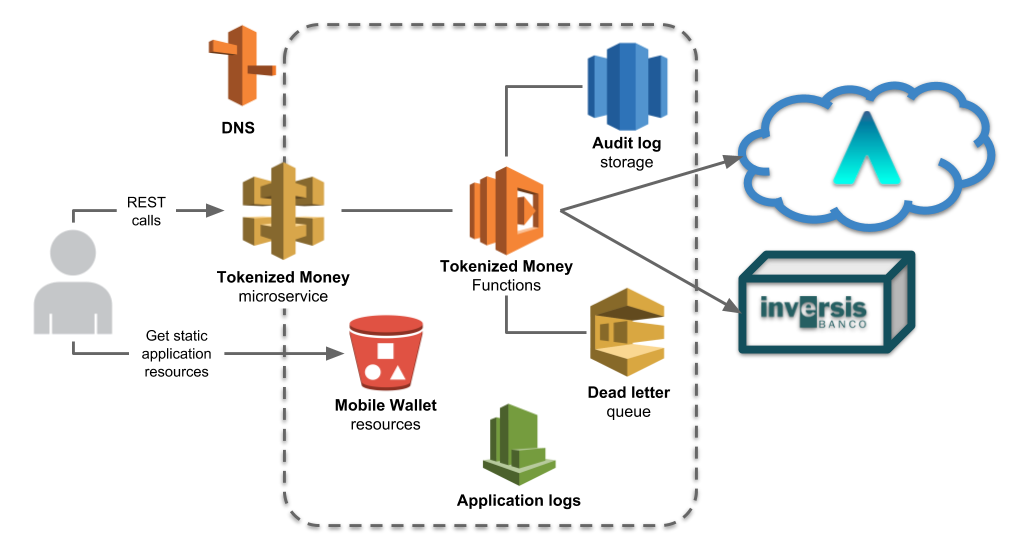 DNS
Audit log
storage
REST
calls
Tokenized Money
microservice
Tokenized Money
Functions
inversis
BANCO
Get static
application
resources
Mobile Wallet
resources
Dead letter
queue
Application logs